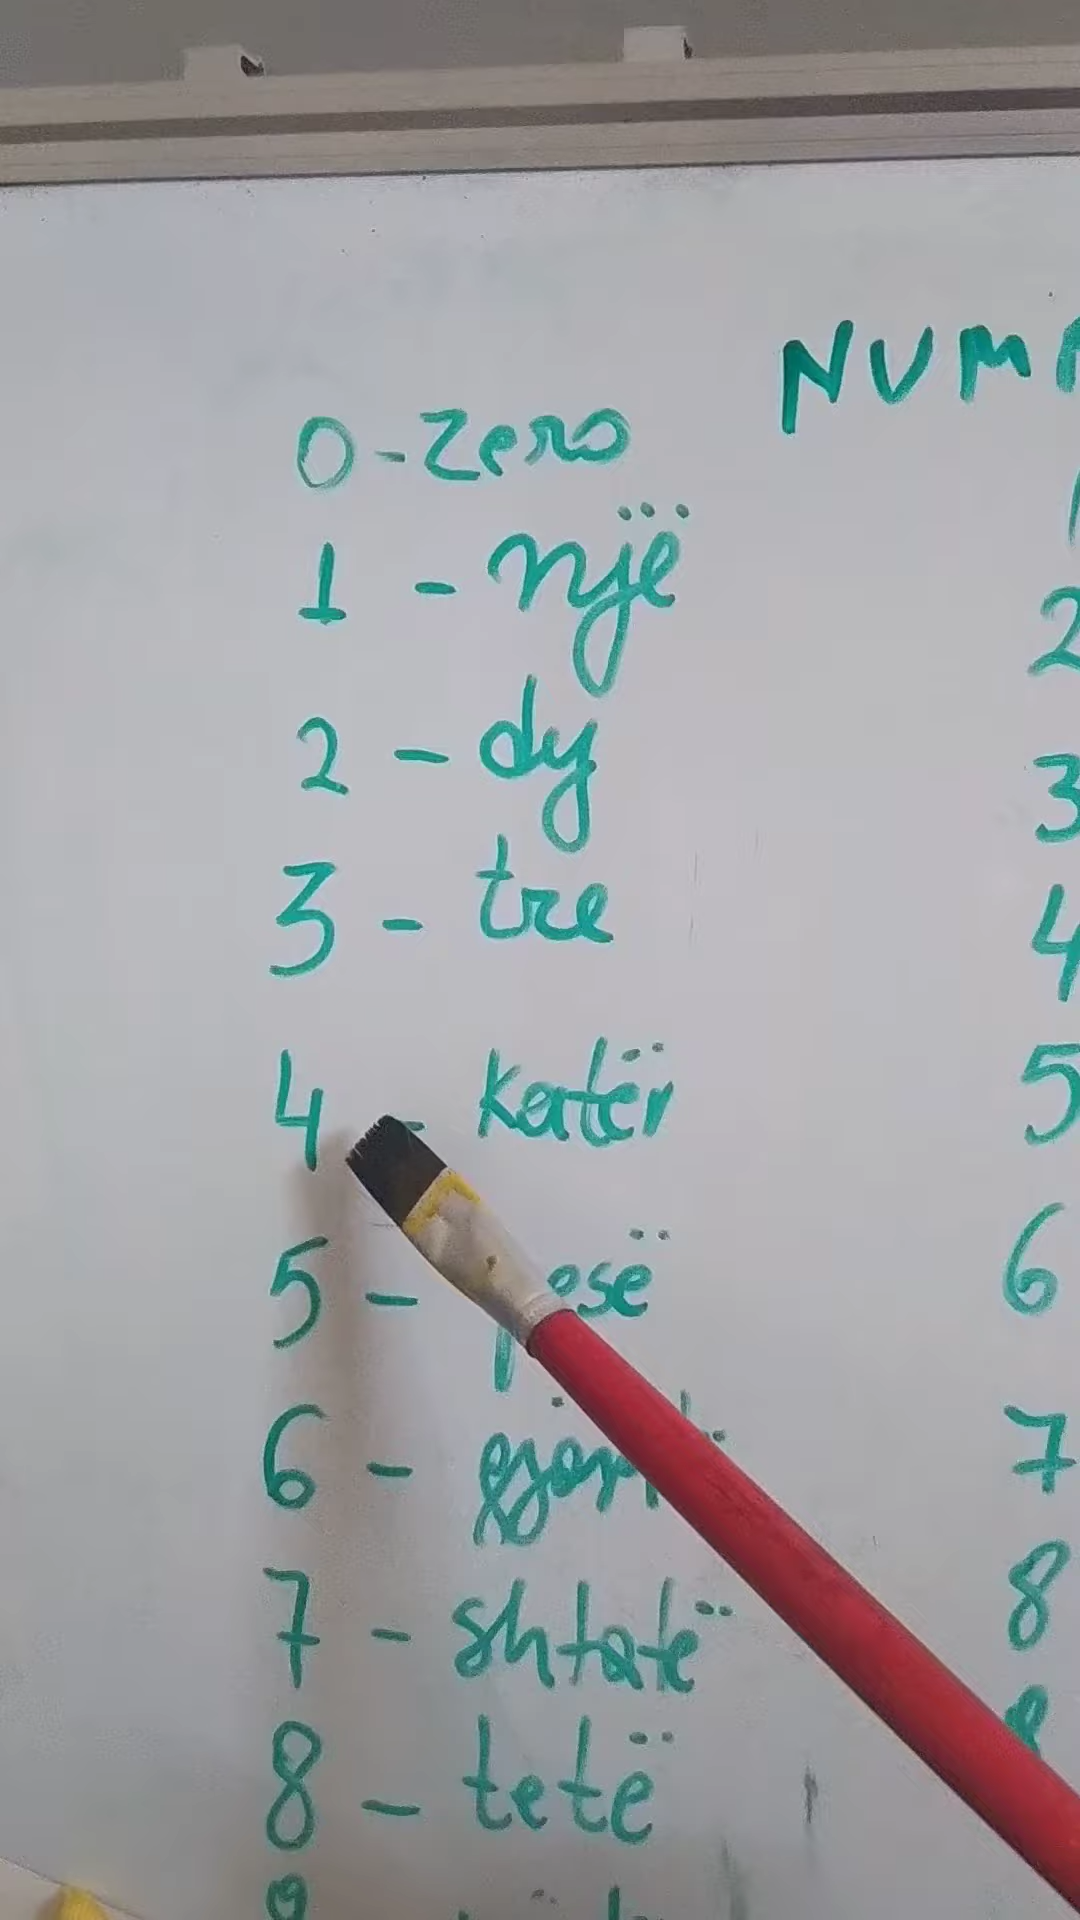 NUM
0 - Zero
1 - një
2 - dy
3 - tre
4 - Katër
5 -
6 -
7 - shtatë
8 - tetë
2
3
4
5
6
7
8